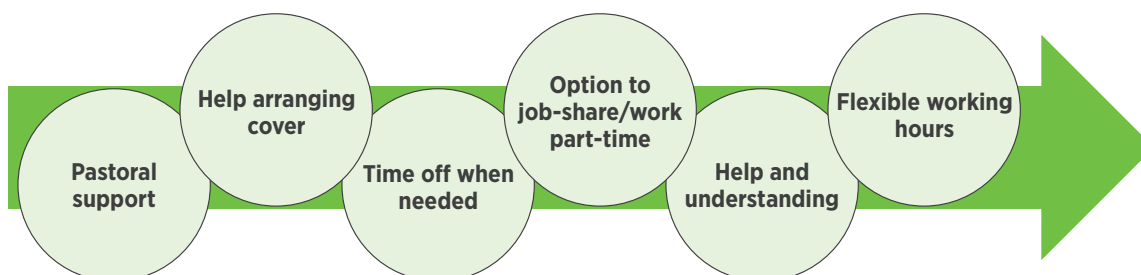 Pastoral
support
Help arranging
cover
Time off when
needed
Option to
job-share/work
part-time
Help and
understanding
Flexible working
hours